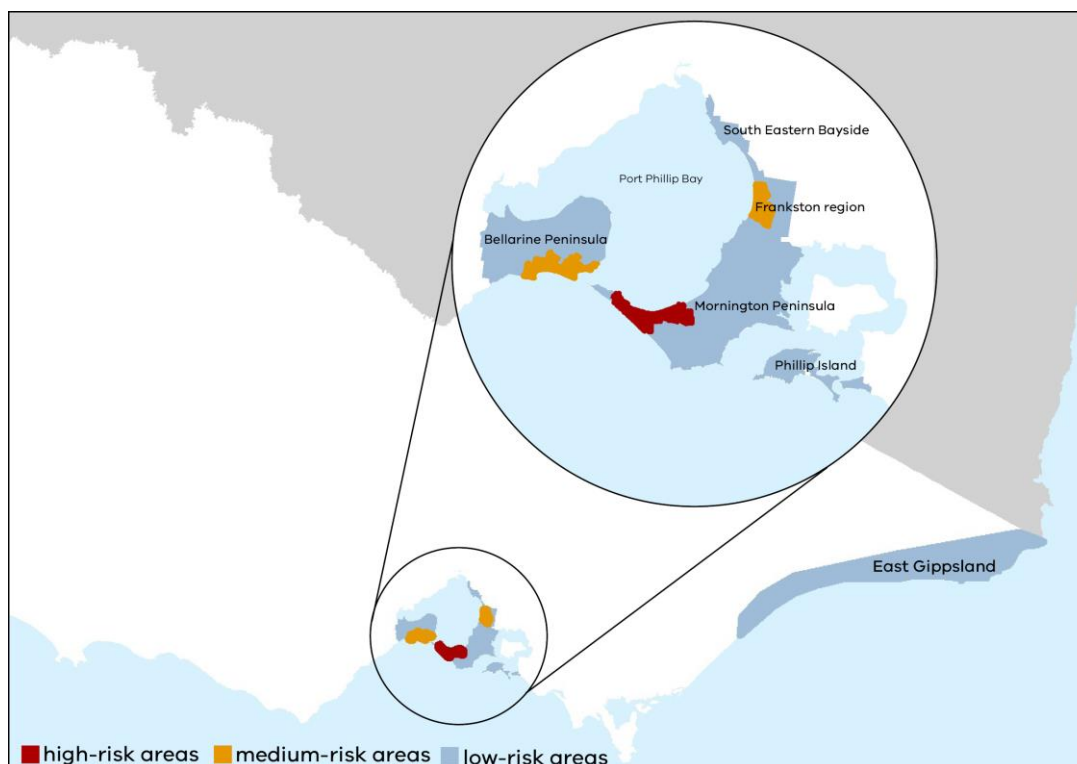 South Eastern Bayside
Port Phillip Bay
Frankston region
Bellarine Peninsula
Mornington Peninsula
Phillip Island
East Gippsland
high-risk areas medium-risk areas low-risk areas